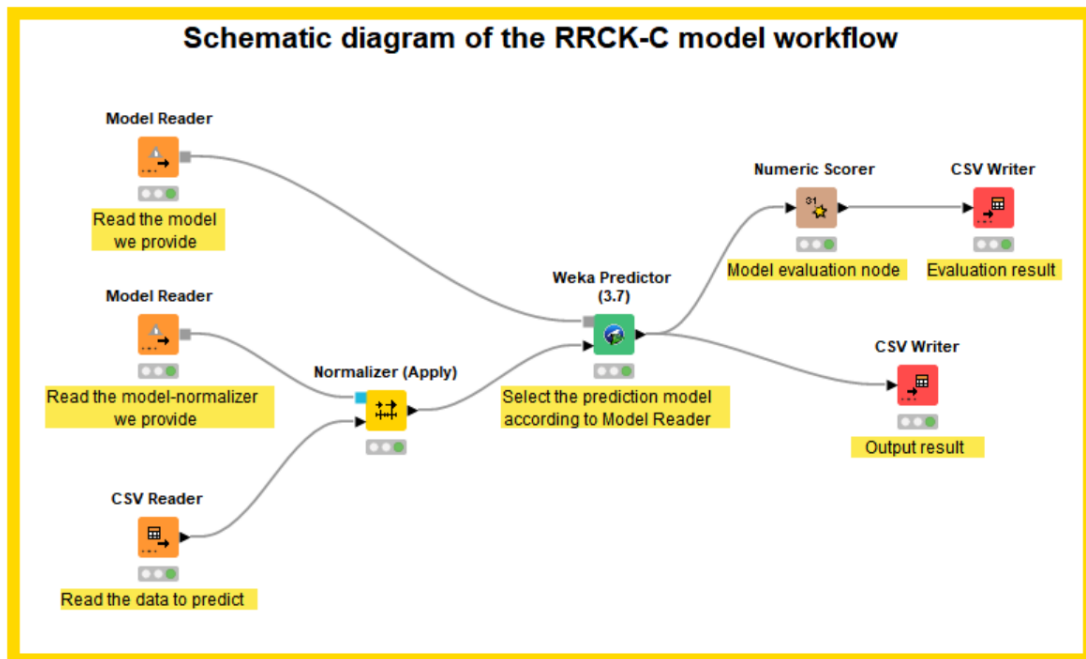 Schematic diagram of the RRCK-C model workflow
Model Reader
Read the model
we provide
Model Reader
Read the model-normalizer
we provide
CSV Reader
Read the data to predict
Normalizer (Apply)
Weka Predictor
(3.7)
Select the prediction model
according to Model Reader
Numeric Scorer
31
Model evaluation node
CSV Writer
Evaluation result
CSV Writer
Output result